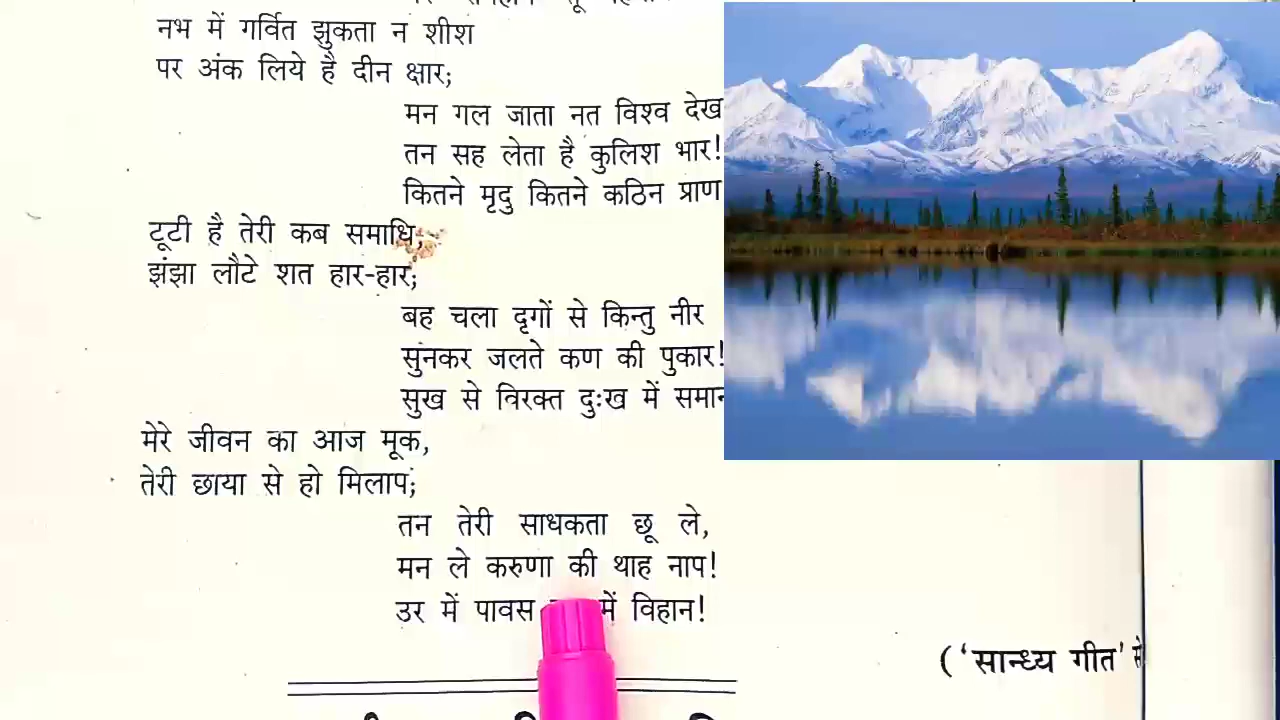 नभ में गर्वित झुकता न शीश
पर अंक लिये है दीन क्षार;
मन गल जाता नत विश्व देख
तन सह लेता है कुलिश भार!
कितने मृदु कितने कठिन प्राण
टूटी है तेरी कब समाधि,
झंझा लौटे शत हार-हार;
बह चला दृगों से किन्तु नीर
सुनकर जलते कण की पुकार!
सुख से विरक्त दुःख में समान
मेरे जीवन का आज मूक,
तेरी छाया से हो मिलाप;
तन तेरी साधकता छू ले,
मन ले करुणा की थाह नाप!
उर में पावस में विहान!
('सान्ध्य गीत' से